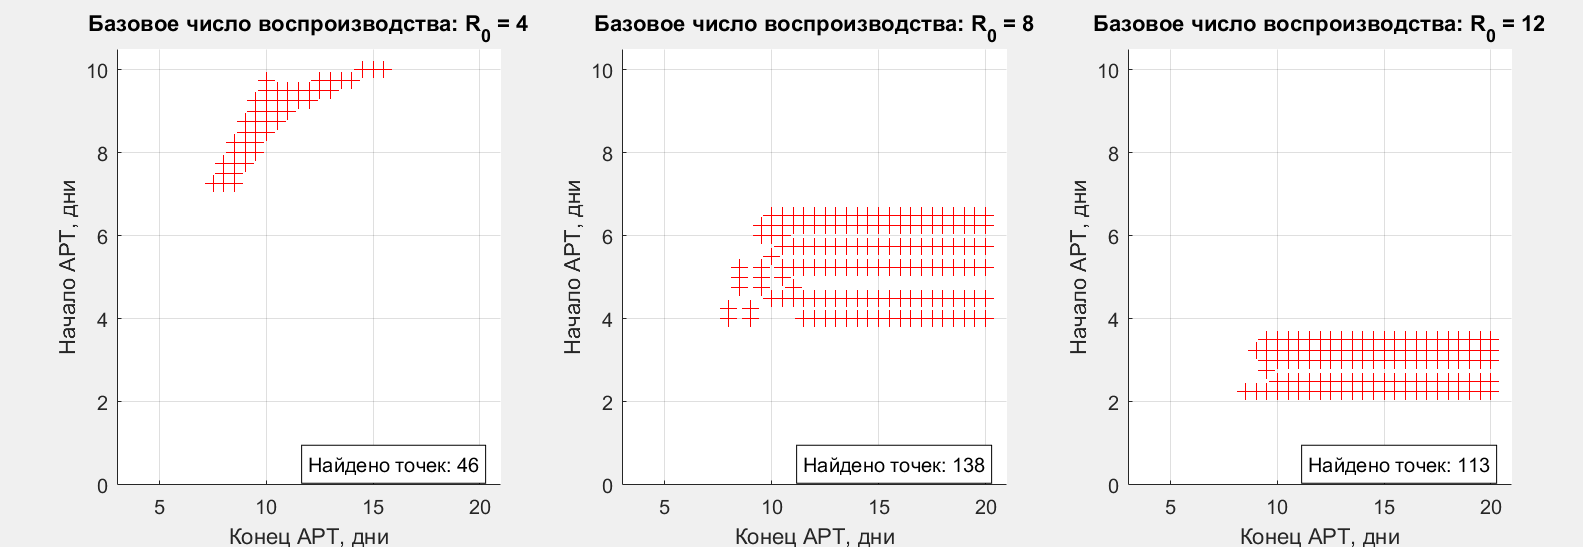 Базовое число воспроизводства: R₀ = 4
10
8
6
4
2
0
Начало АРТ, дни
Найдено точек: 46
5 10 15 20
Конец АРТ, дни
Базовое число воспроизводства: R₀ = 8
10
8
6
4
2
0
Начало АРТ, дни
Найдено точек: 138
5 10 15 20
Конец АРТ, дни
Базовое число воспроизводства: R₀ = 12
10
8
6
4
2
0
Начало АРТ, дни
Найдено точек: 113
5 10 15 20
Конец АРТ, дни